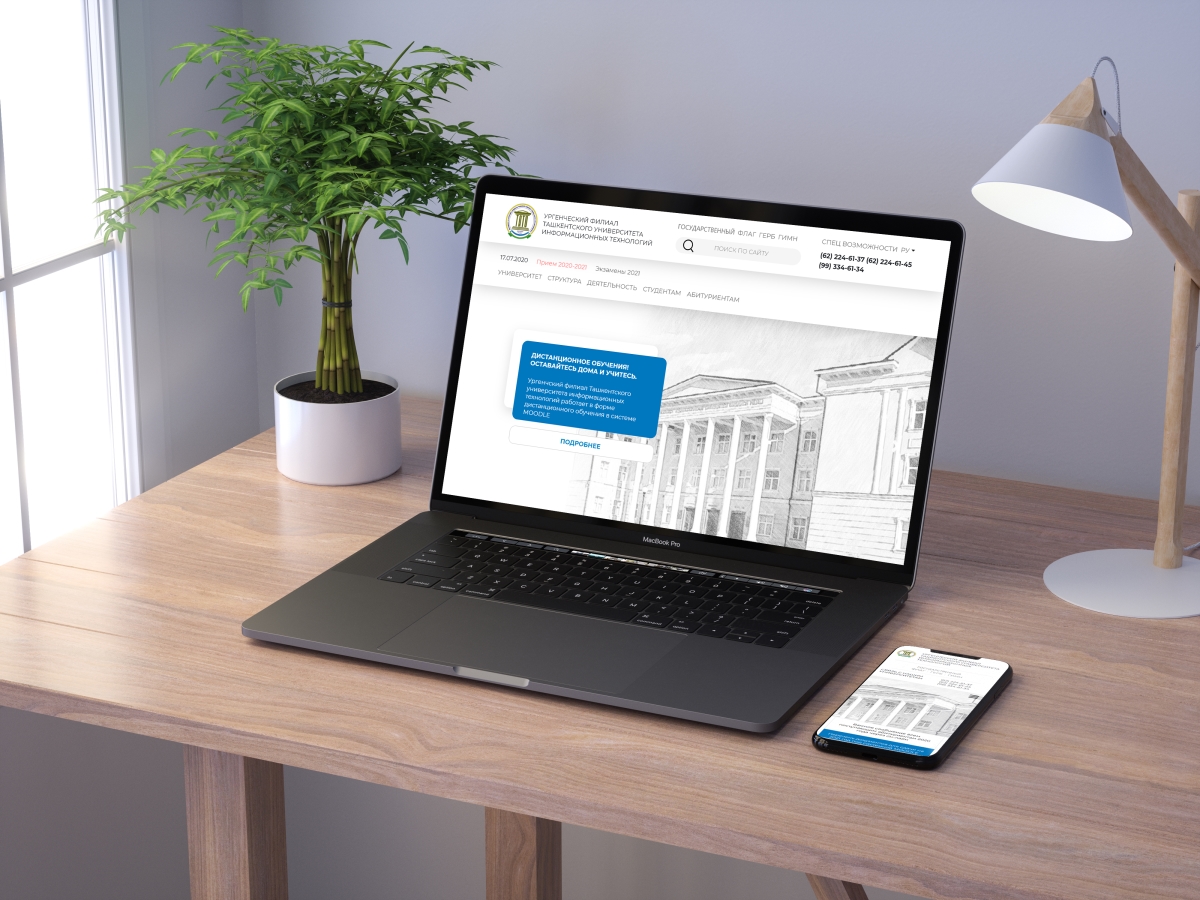 УРГЕНЧЕСКИЙ ФИЛИАЛ
ТАШКЕНТСКОГО УНИВЕРСИТЕТА
ИНФОРМАЦИОННЫХ ТЕХНОЛОГИЙ
ГОСУДАРСТВЕННЫЙ ФЛАГ ГЕРБ ГИМН
ПОИСК ПО САЙТУ
СПЕЦ ВОЗМОЖНОСТИ РУ
(62) 224-61-37 (62) 224-61-45
(99) 334-61-34
17.07.2020 Прием 2020-2021 Экзамены 2021
УНИВЕРСИТЕТ СТРУКТУРА ДЕЯТЕЛЬНОСТЬ СТУДЕНТАМ АБИТУРИЕНТАМ
ДИСТАНЦИОННОЕ ОБУЧЕНИЯ!
ОСТАВАЙТЕСЬ ДОМА И УЧИТЕСЬ.
Ургенчский филиал Ташкентского
университета информационных
технологий работает в форме
дистанционного обучения в системе
MOODLE
ПОДРОБНЕЕ
MacBook Pro